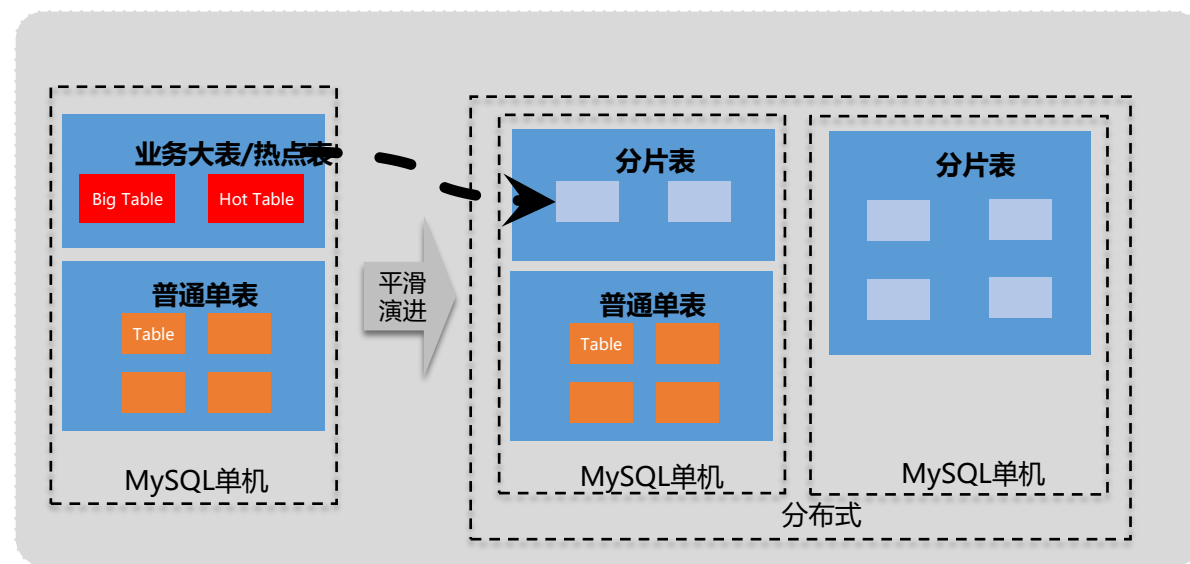 业务大表/热点表
Big Table
Hot Table
普通单表
Table
MySQL单机
平滑
演进
分片表
普通单表
Table
MySQL单机
分片表
MySQL单机
分布式